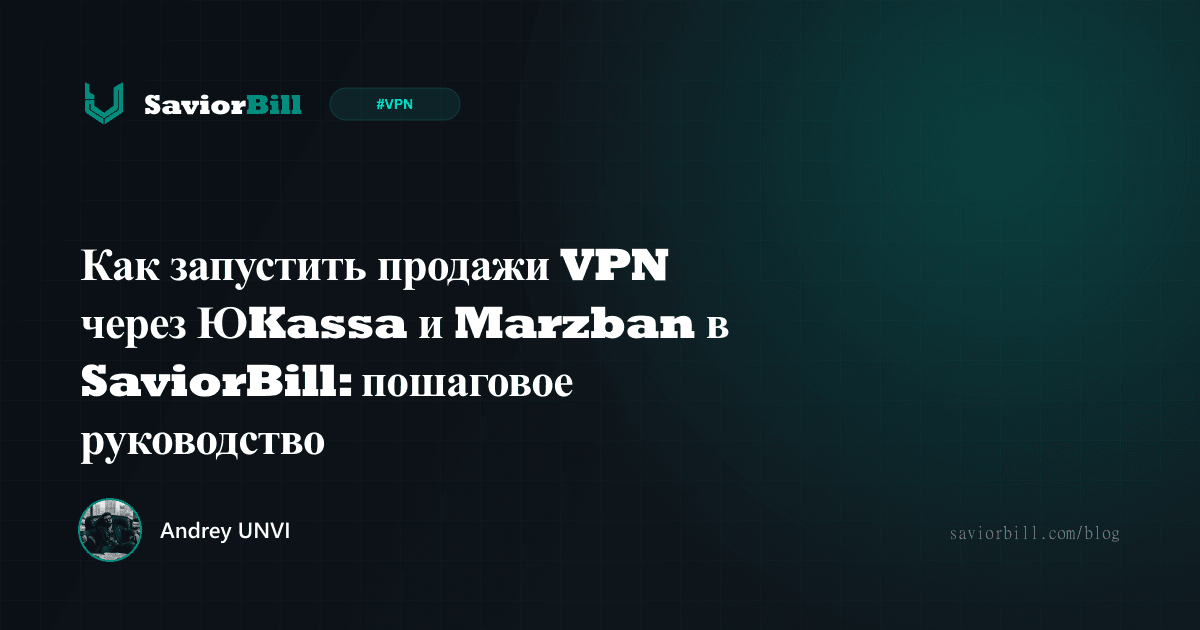 SaviorBill
#VPN
Как запустить продажи VPN
через ЮKassa и Marzban в
SaviorBill: пошаговое
руководство
Andrey UNVI
saviorbill.com/blog